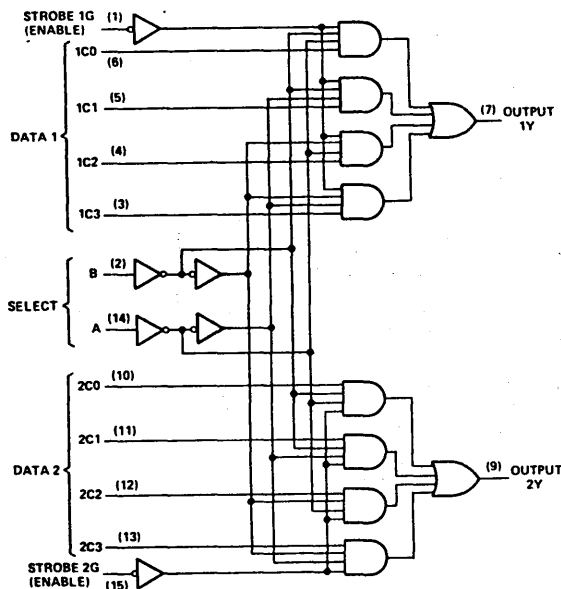 STROBE 1G (1)
(ENABLE)
1C0
(6)
1C1 (5)
DATA 1
1C2 (4)
1C3 (3)
(7) OUTPUT
1Y
B (2)
SELECT
A (14)
2C0 (10)
2C1 (11)
DATA 2
2C2 (12)
2C3 (13)
(9) OUTPUT
2Y
STROBE 2G
(ENABLE) (15)